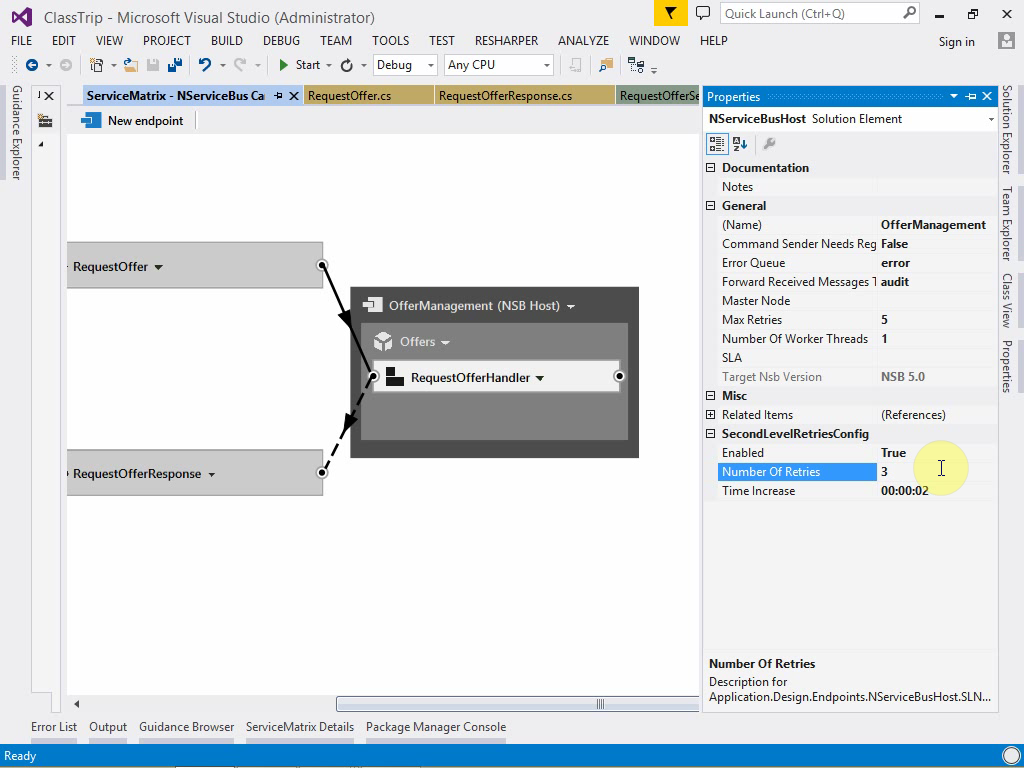 ClassTrip - Microsoft Visual Studio (Administrator)
Quick Launch (Ctrl+Q)
FILE EDIT VIEW PROJECT BUILD DEBUG TEAM TOOLS TEST RESHARPER ANALYZE WINDOW HELP
Sign in
Start Debug Any CPU
Guidance Explorer
ServiceMatrix - NServiceBus Ca RequestOffer.cs RequestOfferResponse.cs RequestOfferSe
New endpoint
RequestOffer
OfferManagement (NSB Host)
Offers
RequestOfferHandler
RequestOfferResponse
Properties
NServiceBusHost Solution Element
Documentation
Notes
General
(Name) OfferManagement
Command Sender Needs Reg False
Error Queue error
Forward Received Messages T audit
Master Node
Max Retries 5
Number Of Worker Threads 1
SLA
Target Nsb Version NSB 5.0
Misc
Related Items (References)
SecondLevelRetriesConfig
Enabled True
Number Of Retries 3
Time Increase 00:00:02
Number Of Retries
Description for
Application.Design.Endpoints.NServiceBusHost.SLN...
Solution Explorer
Team Explorer
Class View
Properties
Error List Output Guidance Browser ServiceMatrix Details Package Manager Console
Ready